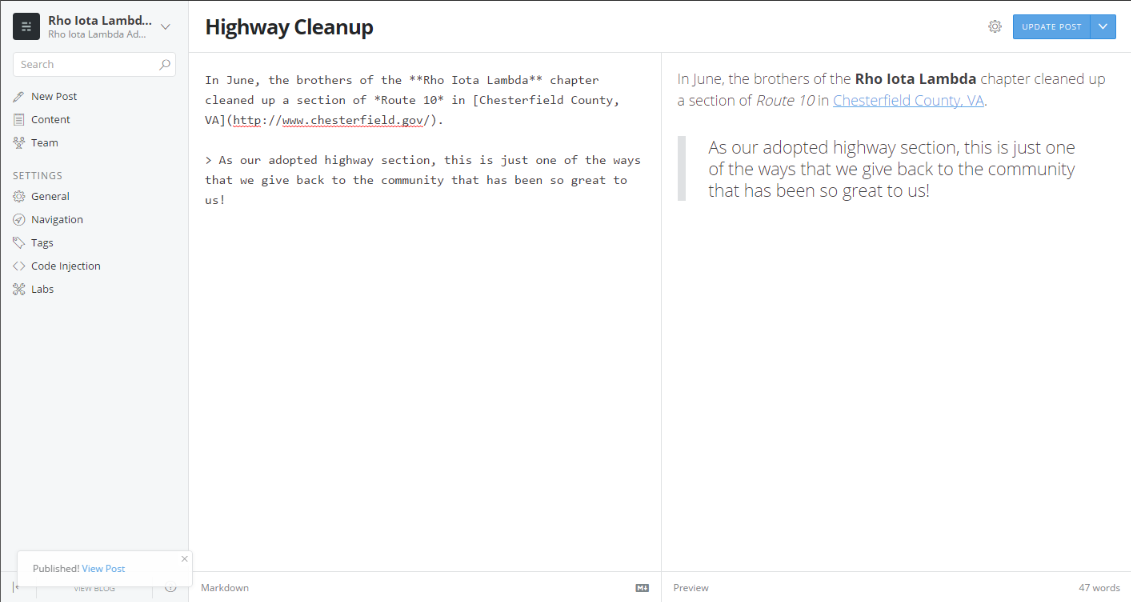 Rho Iota Lambd...
Rho Iota Lambda Ad...
Search
New Post
Content
Team
SETTINGS
General
Navigation
Tags
Code Injection
Labs
Published! View Post
VIEW BLOG
Highway Cleanup
UPDATE POST
In June, the brothers of the **Rho Iota Lambda** chapter
cleaned up a section of *Route 10* in [Chesterfield County,
VA](http://www.chesterfield.gov/).
> As our adopted highway section, this is just one of the ways
that we give back to the community that has been so great to
us!
Markdown
M
In June, the brothers of the Rho Iota Lambda chapter cleaned up
a section of Route 10 in Chesterfield County, VA.
As our adopted highway section, this is just one
of the ways that we give back to the community
that has been so great to us!
Preview
47 words